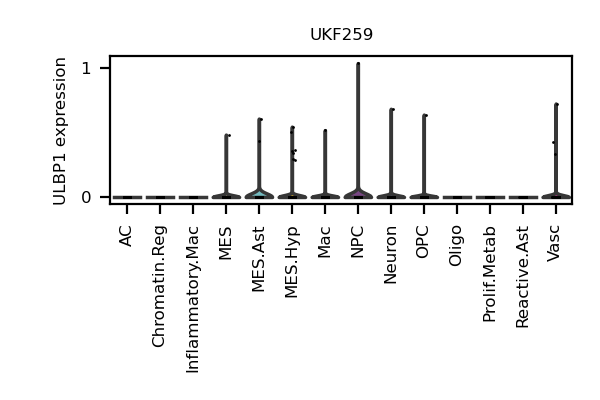 UKF259
ULBP1 expression
1
0
AC
Chromatin.Reg
Inflammatory.Mac
MES
MES.Ast
MES.Hyp
Mac
NPC
Neuron
OPC
Oligo
Prolif.Metab
Reactive.Ast
Vasc